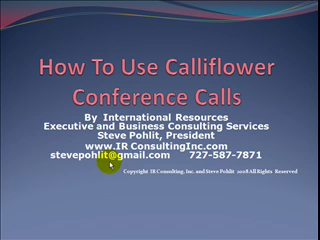 How To Use Calliflower
Conference Calls
By International Resources
Executive and Business Consulting Services
Steve Pohlit, President
www.IR ConsultingInc.com
stevepohlit@gmail.com 727-587-7871
Copyright IR Consulting, Inc. and Steve Pohlit 2008 All Rights Reserved